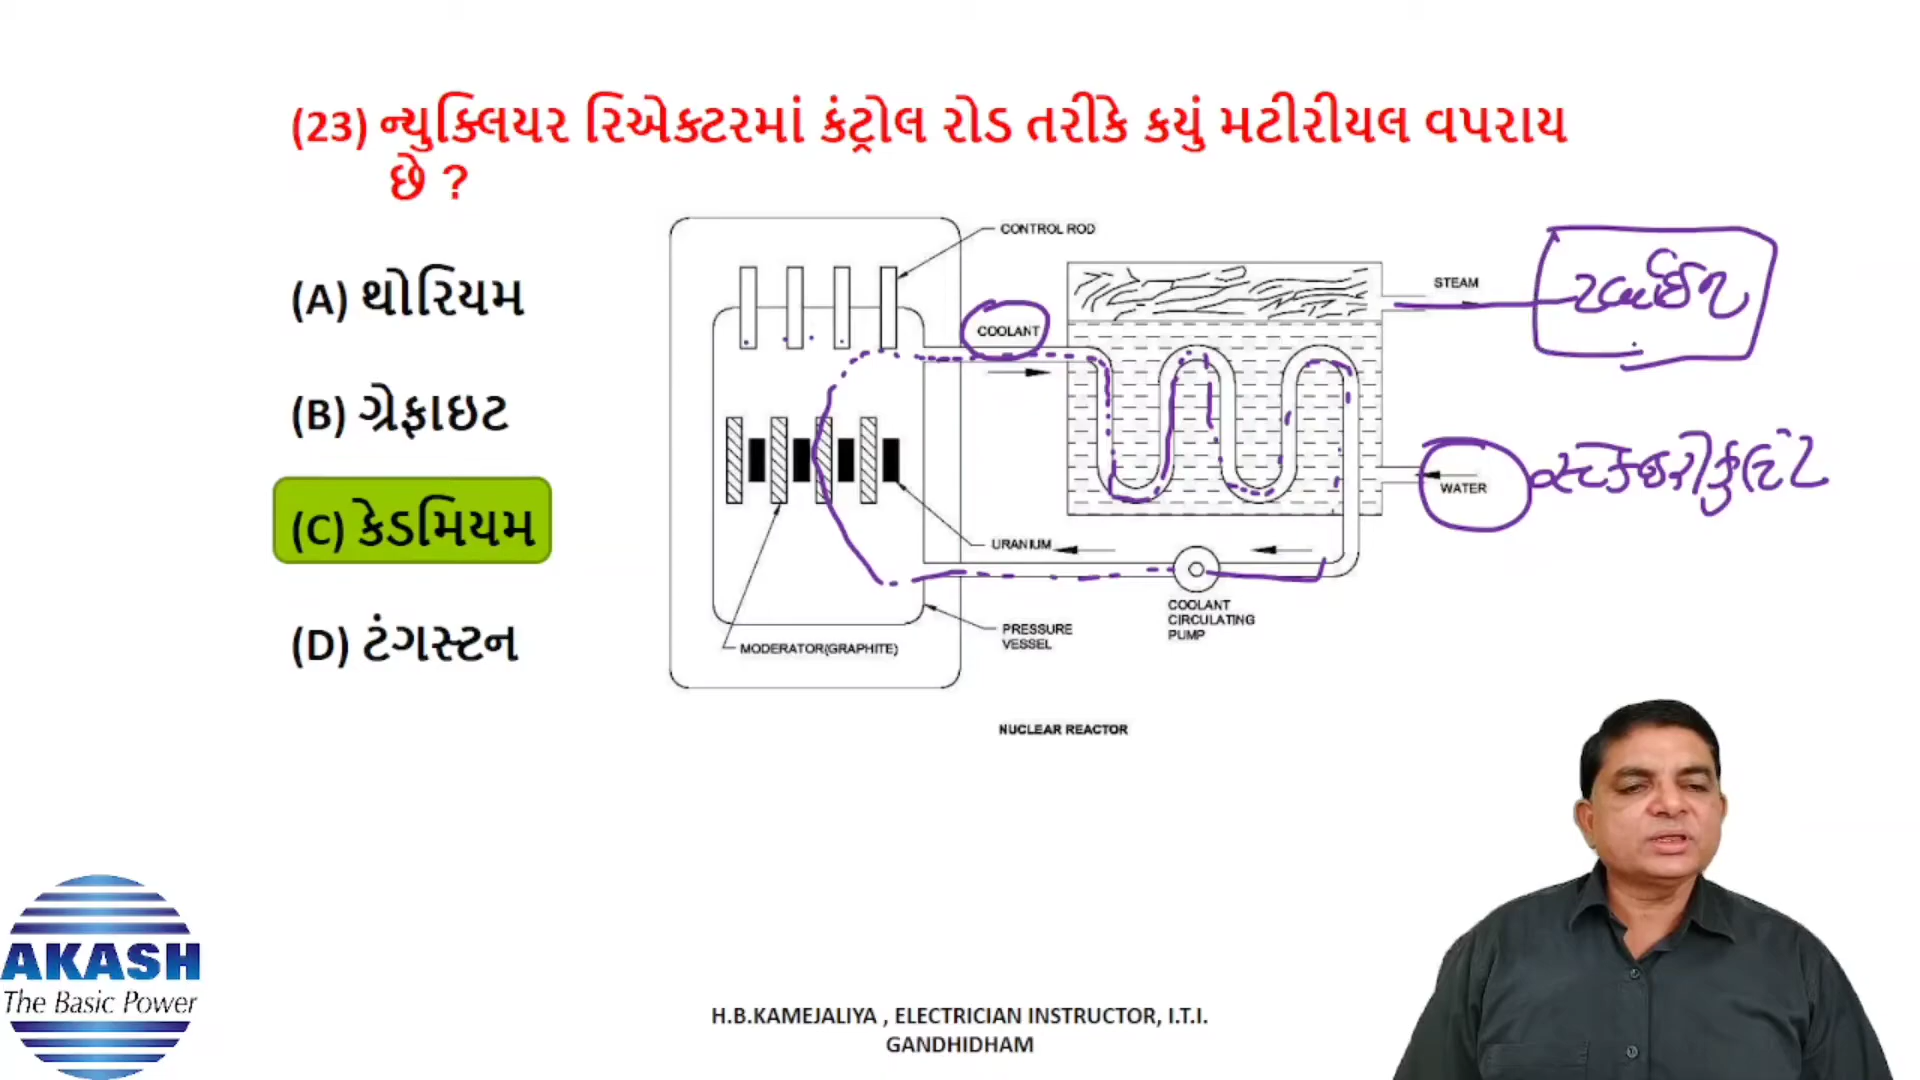 (23) ન્યુક્લિયર રિએક્ટરમાં કંટ્રોલ રોડ તરીકે કયું મટીરીયલ વપરાય
છે ?
(A) થોરિયમ
(B) ગ્રેફાઇટ
(C) કેડમિયમ
(D) ટંગસ્ટન
CONTROL ROD
COOLANT
STEAM
ટર્બાઈન
WATER
URANIUM
COOLANT
CIRCULATING
PUMP
PRESSURE
VESSEL
MODERATOR(GRAPHITE)
NUCLEAR REACTOR
AKASH
The Basic Power
H.B.KAMEJALIYA , ELECTRICIAN INSTRUCTOR, I.T.I.
GANDHIDHAM